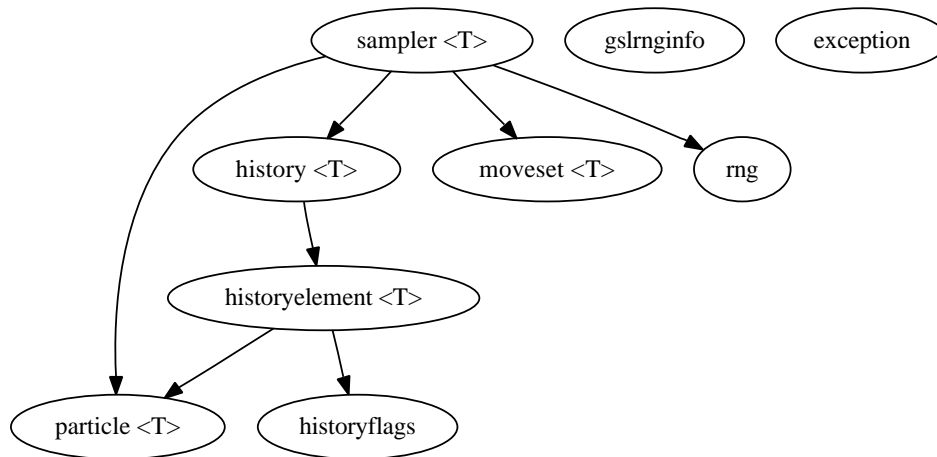 sampler <T>
gslrnginfo
exception
history <T>
moveset <T>
rng
historyelement <T>
particle <T>
historyflags